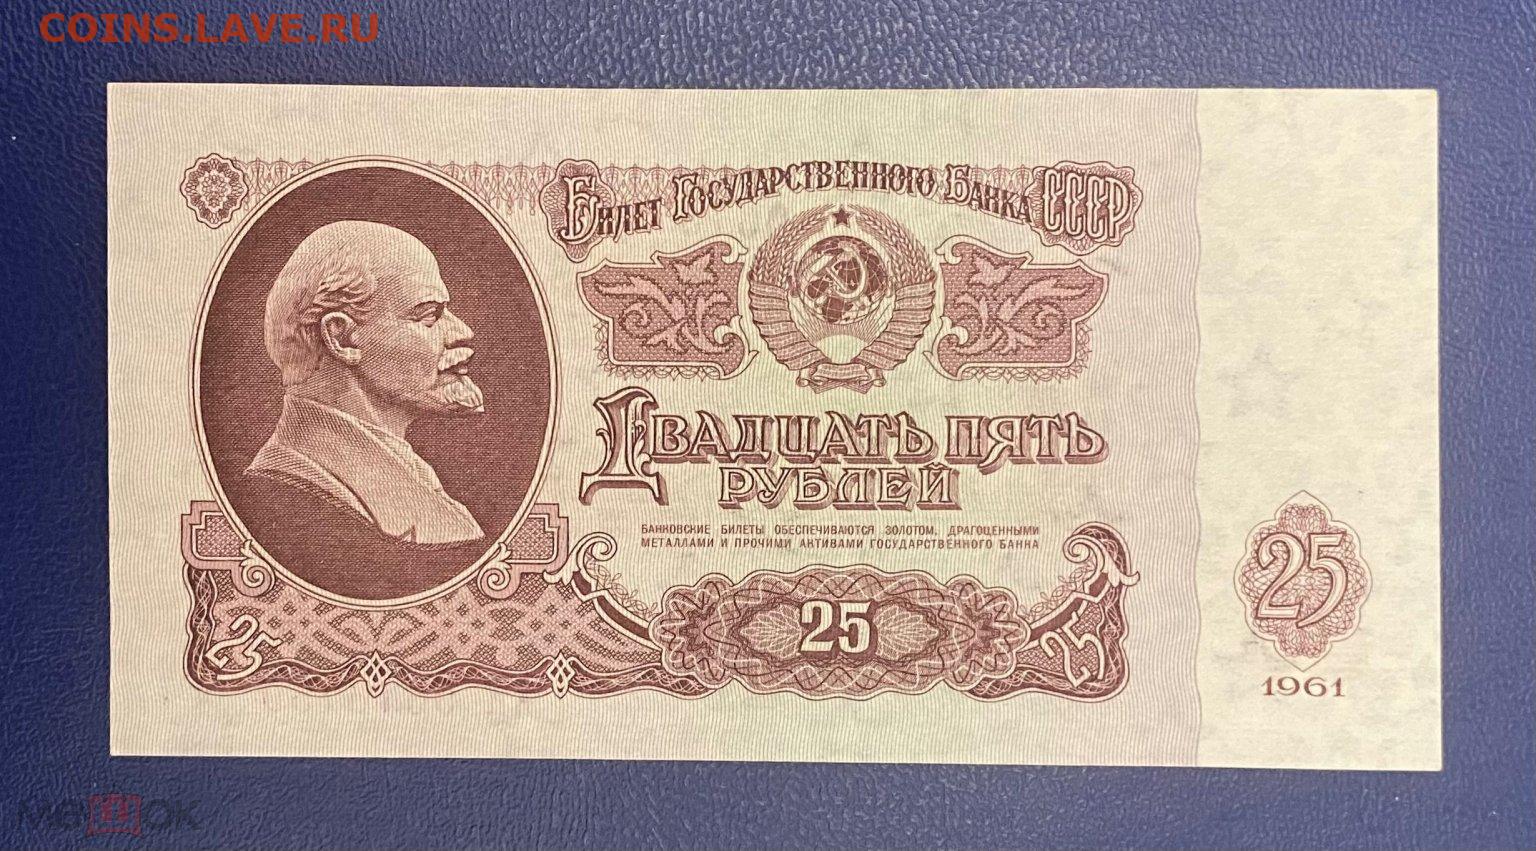 COINS.LAVE.RU
Билет Государственного Банка СССР
Двадцать пять
рублей
БАНКОВСКИЕ БИЛЕТЫ ОБЕСПЕЧИВАЮТСЯ ЗОЛОТОМ, ДРАГОЦЕННЫМИ
МЕТАЛЛАМИ И ПРОЧИМИ АКТИВАМИ ГОСУДАРСТВЕННОГО БАНКА
25
25
25
25
1961
МЕШОК